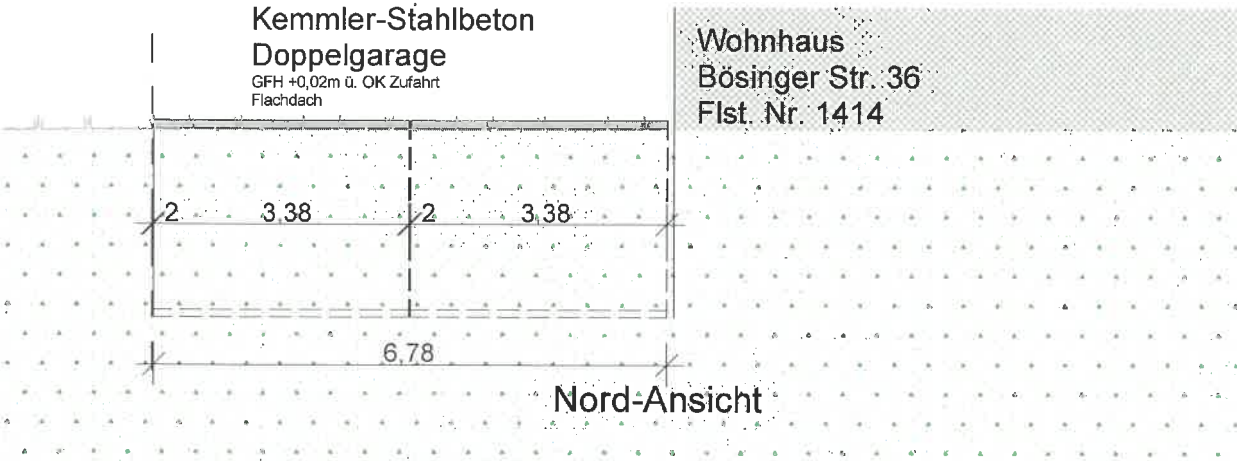 Kemmler-Stahlbeton
Doppelgarage
GFH +0,02m ü. OK Zufahrt
Flachdach
Wohnhaus
Bösinger Str. 36
Flst. Nr. 1414
2 3,38 2 3,38
6,78
Nord-Ansicht